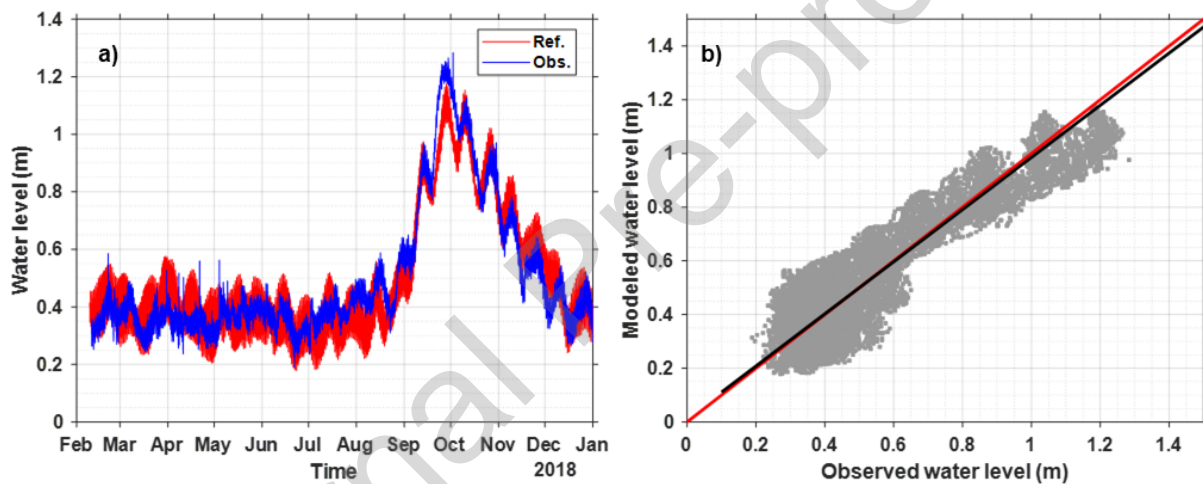 a)
Ref.
Obs.
1.4
1.2
1
0.8
0.6
0.4
0.2
0
Water level (m)
Feb Mar Apr May Jun Jul Aug Sep Oct Nov Dec Jan
Time
2018
b)
1.4
1.2
1
0.8
0.6
0.4
0.2
0
Modeled water level (m)
0 0.2 0.4 0.6 0.8 1 1.2 1.4
Observed water level (m)
nal Pre-pro